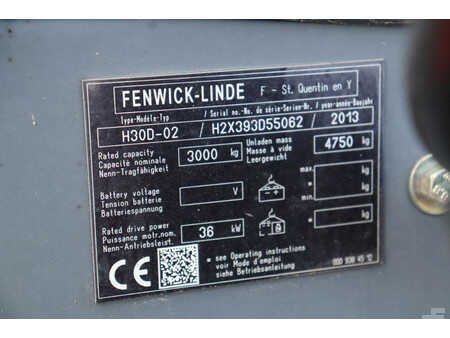 FENWICK-LINDE F - St. Quentin en Y
Type-Modèle-Typ / Serial no.-No. de série-Serien-Nr. / year-année-Baujahr
H30D-02 / H2X393D55062 / 2013
Rated capacity
Capacité nominale
Nenn-Tragfähigkeit
3000 kg
Unladen mass
Masse à vide
Leergewicht
4750 kg
Battery voltage
Tension batterie
Batteriespannung
V
max. kg
* kg
Rated drive power
Puissance motr.nom.
Nenn-Antriebsleist.
36 kW
* kg
* see Operating instructions
voir Mode d'emploi
siehe Betriebsanleitung
CE